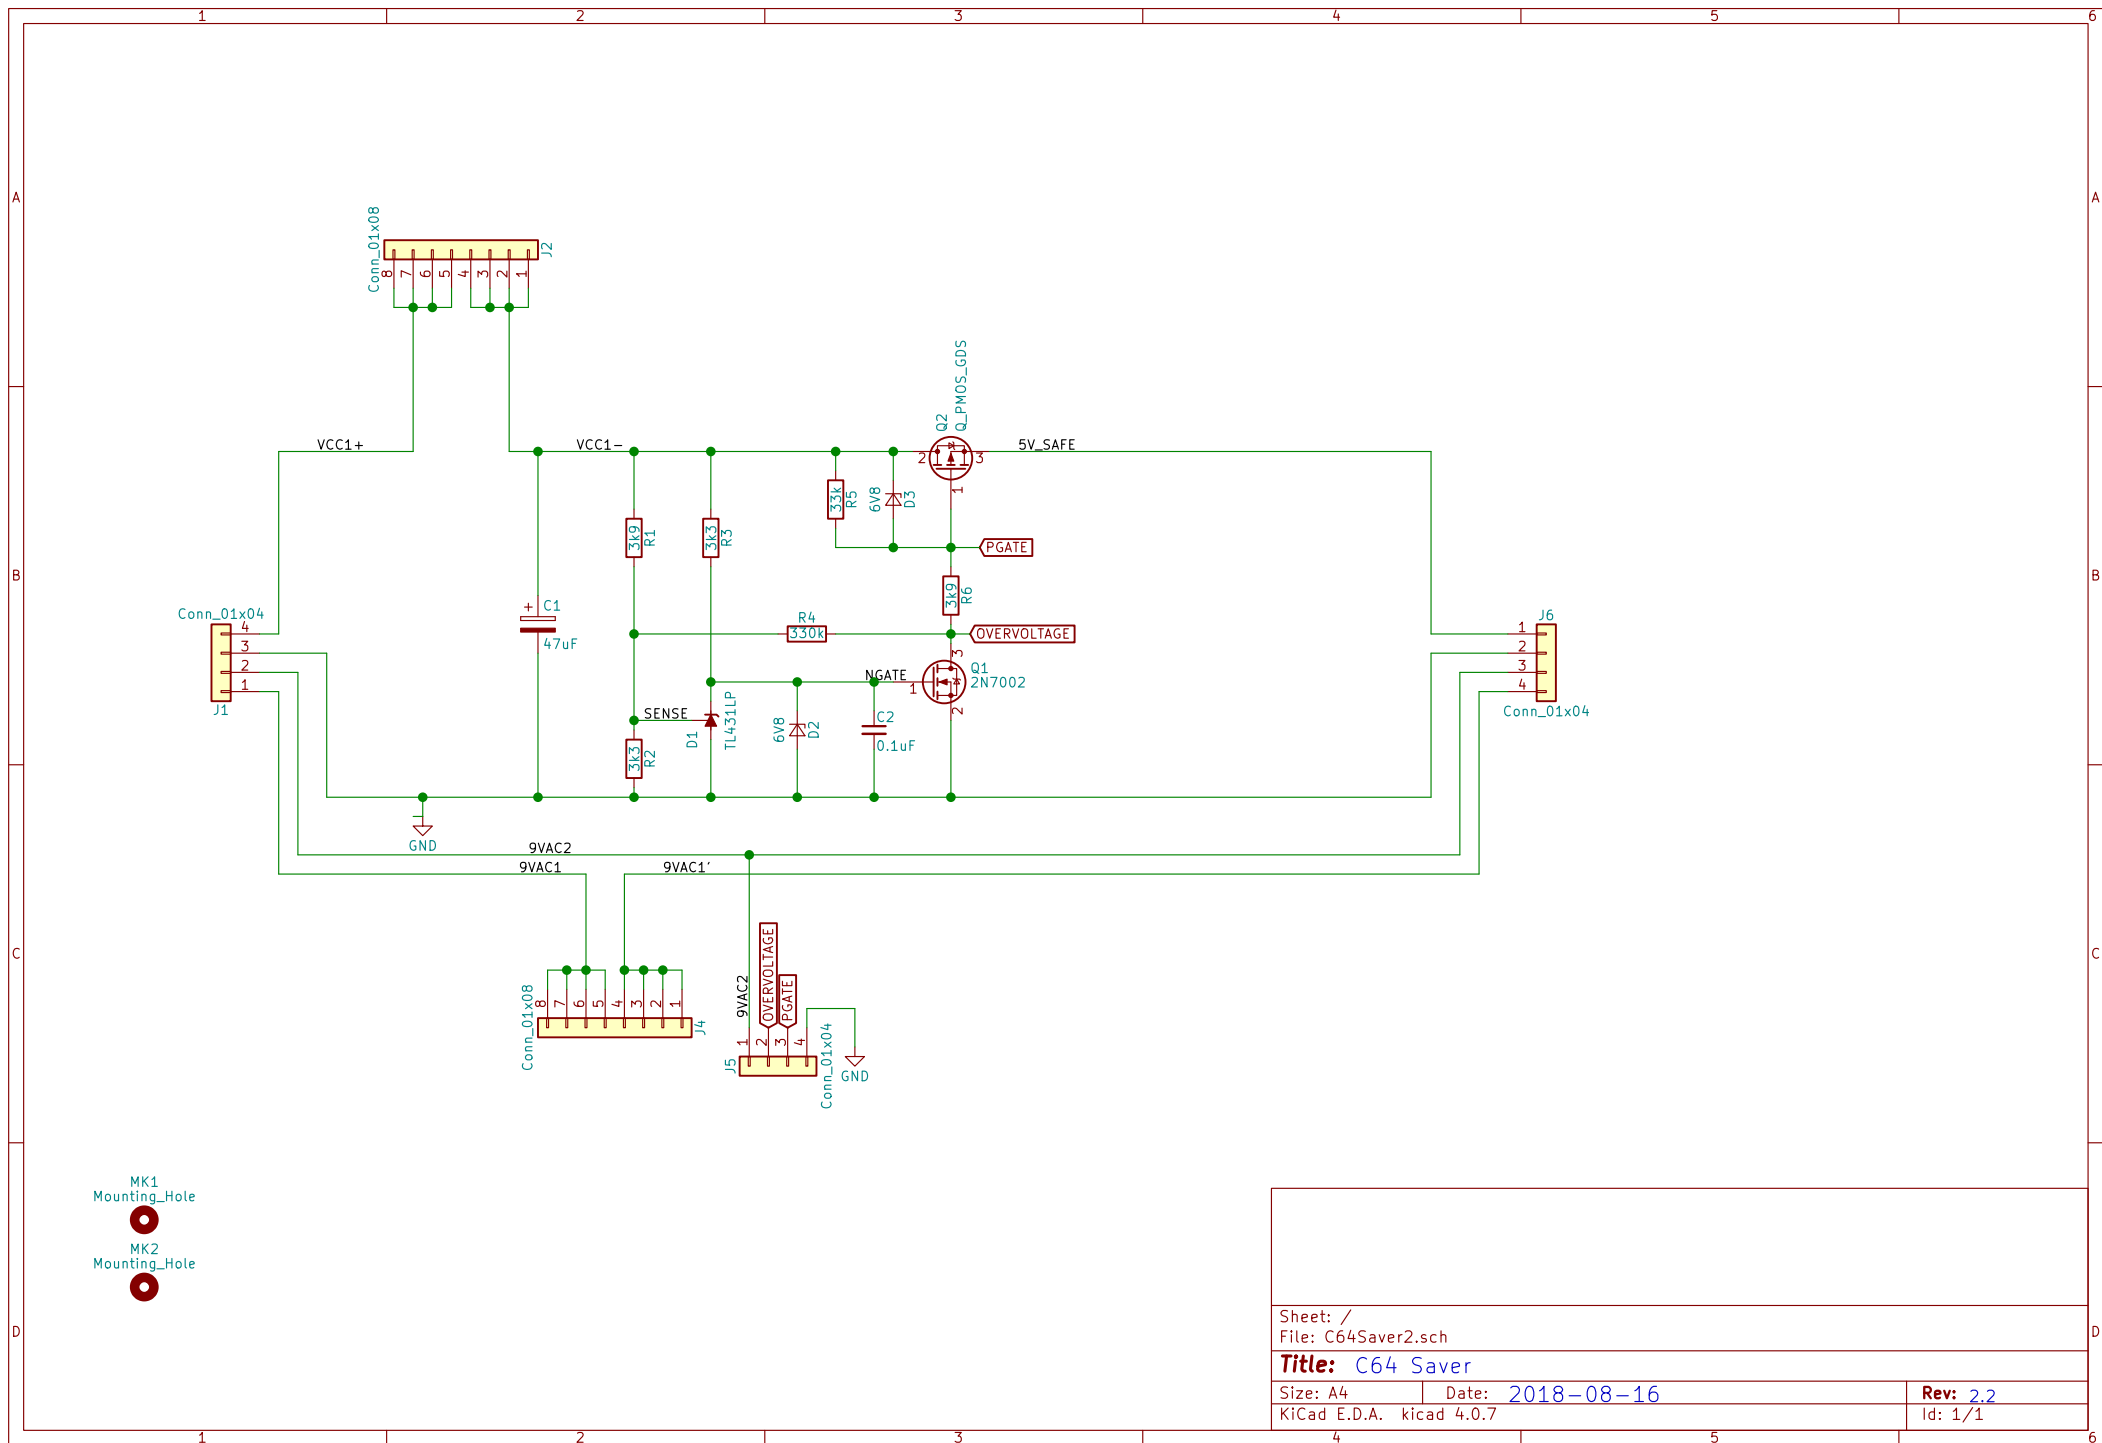 1 2 3 4 5 6
A A
Conn_01x08
J2
8 7 6 5 4 3 2 1
Q_PMOS_GDS
Q2
VCC1+
VCC1-
2 3 1
5V_SAFE
33k R5
6V8 D3
3k9 R1
3k3 R3
PGATE
B B
3k9 R6
Conn_01x04
4
3
2
1
J1
+ C1
47uF
R4
330k
OVERVOLTAGE
J6
1
2
3
4
Conn_01x04
NGATE
3
1
2
Q1
2N7002
SENSE
D1
TL431LP
6V8 D2
C2
0.1uF
3k3 R2
GND
9VAC2
9VAC1
9VAC1'
C C
9VAC2
OVERVOLTAGE
PGATE
Conn_01x08
8 7 6 5 4 3 2 1
J4
1 2 3 4
J5
Conn_01x04
GND
MK1
Mounting_Hole
MK2
Mounting_Hole
D D
Sheet: /
File: C64Saver2.sch
Title: C64 Saver
Size: A4 Date: 2018-08-16 Rev: 2.2
KiCad E.D.A. kicad 4.0.7 Id: 1/1
1 2 3 4 5 6